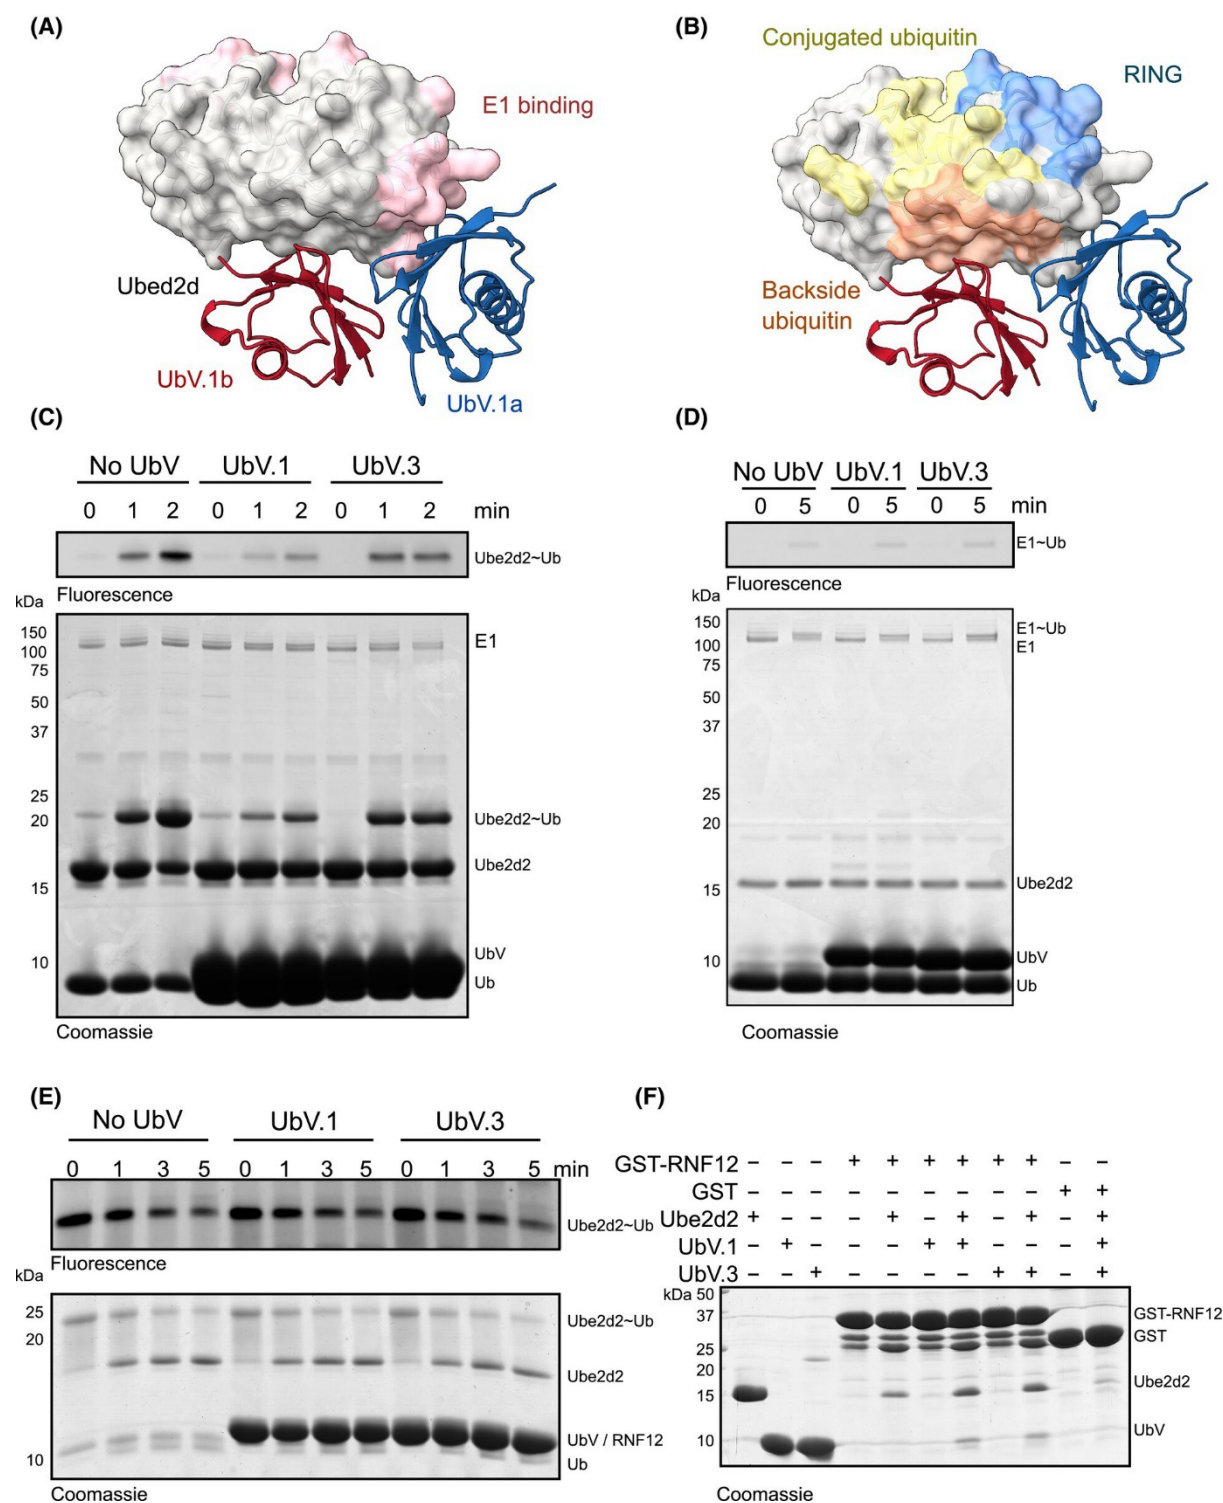 (A)
E1 binding
Ubed2d
UbV.1b
UbV.1a
(B)
Conjugated ubiquitin
RING
Backside
ubiquitin
(C)
No UbV UbV.1 UbV.3
0 1 2 0 1 2 0 1 2 min
Ube2d2~Ub
Fluorescence
kDa
150
100
75
50
37
25
20
15
10
E1
Ube2d2~Ub
Ube2d2
UbV
Ub
Coomassie
(D)
No UbV UbV.1 UbV.3
0 5 0 5 0 5 min
E1~Ub
Fluorescence
kDa
150
100
75
50
37
25
20
15
10
E1~Ub
E1
Ube2d2
UbV
Ub
Coomassie
(E)
No UbV UbV.1 UbV.3
0 1 3 5 0 1 3 5 0 1 3 5 min
Ube2d2~Ub
Fluorescence
kDa
25
20
10
Ube2d2~Ub
Ube2d2
UbV / RNF12
Ub
Coomassie
(F)
GST-RNF12 – – – + + + + + + – –
GST – – – – – – – – – + +
Ube2d2 + – – – + – + – + – +
UbV.1 – + – – – + + – – – +
UbV.3 – – + – – – – + + – –
kDa 50
37
25
20
15
10
GST-RNF12
GST
Ube2d2
UbV
Coomassie